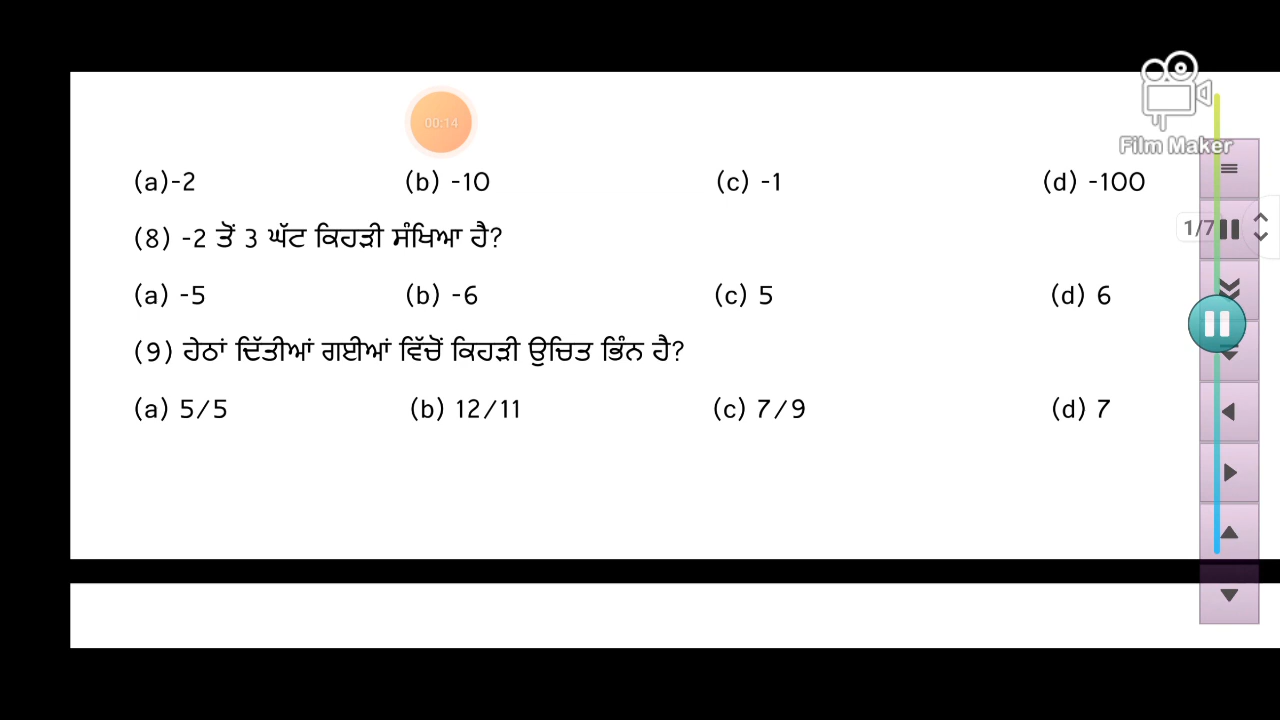 00:14
Film Maker
(a)-2 (b) -10 (c) -1 (d) -100
(8) -2 ਤੋਂ 3 ਘੱਟ ਕਿਹੜੀ ਸੰਖਿਆ ਹੈ?
1/7
(a) -5 (b) -6 (c) 5 (d) 6
(9) ਹੇਠਾਂ ਦਿੱਤੀਆਂ ਗਈਆਂ ਵਿੱਚੋਂ ਕਿਹੜੀ ਉਚਿਤ ਭਿੰਨ ਹੈ?
(a) 5/5 (b) 12/11 (c) 7/9 (d) 7